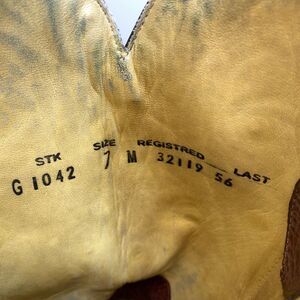 STK SIZE REGISTRED LAST
G1042 7 M 32119 56